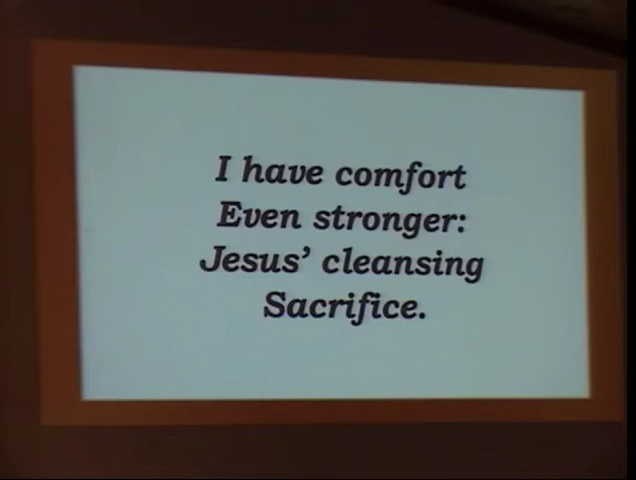 I have comfort
Even stronger:
Jesus’ cleansing
Sacrifice.